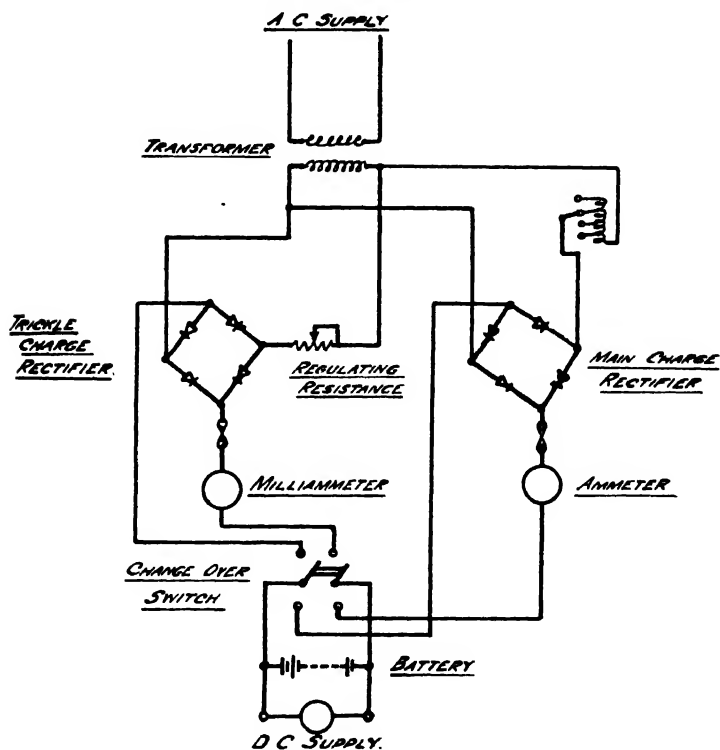 A C SUPPLY
TRANSFORMER
TRICKLE
CHARGE
RECTIFIER.
REGULATING
RESISTANCE
MAIN CHARGE
RECTIFIER
MILLIAMMETER
AMMETER
CHANGE OVER
SWITCH
BATTERY
D C SUPPLY.